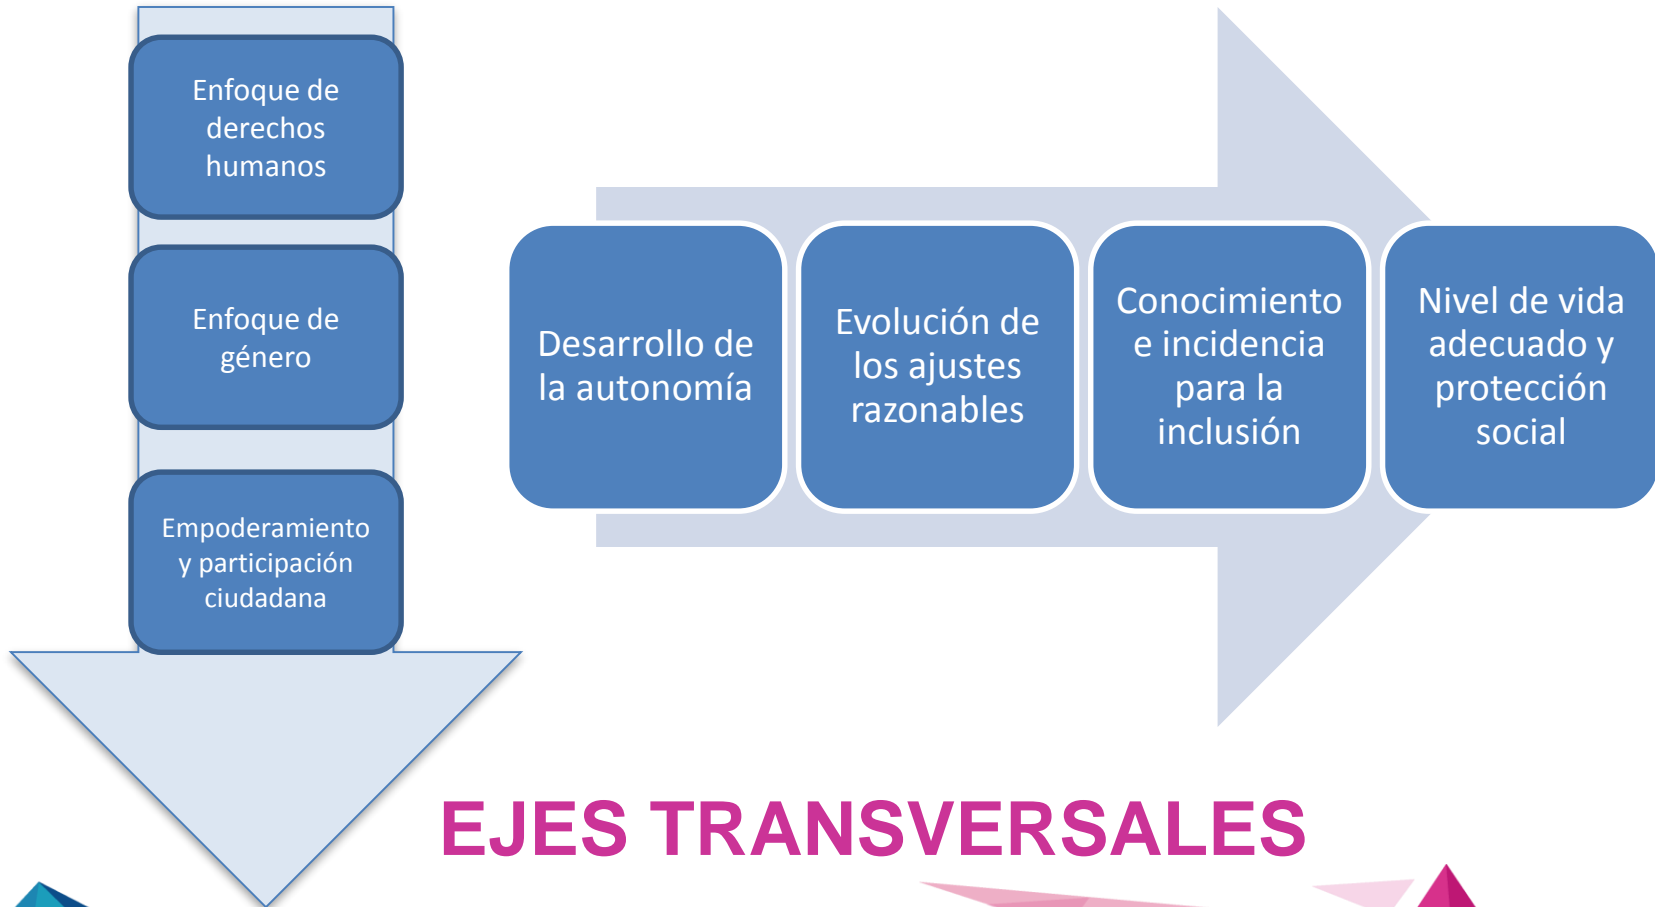 Enfoque de
derechos
humanos
Enfoque de
género
Empoderamiento
y participación
ciudadana
Desarrollo de
la autonomía
Evolución de
los ajustes
razonables
Conocimiento
e incidencia
para la
inclusión
Nivel de vida
adecuado y
protección
social
EJES TRANSVERSALES